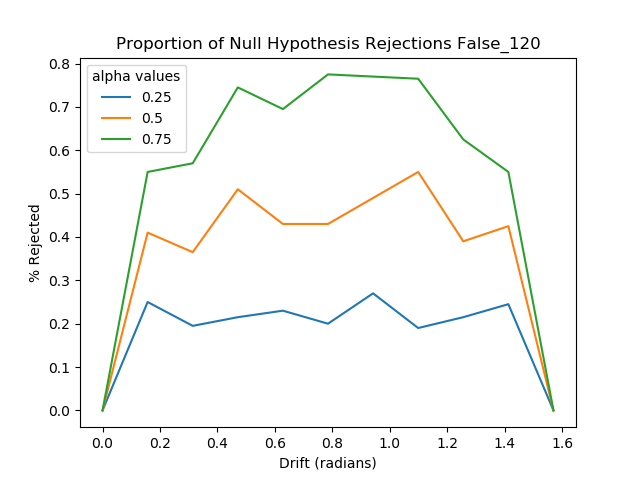 Proportion of Null Hypothesis Rejections False_120
alpha values
0.25
0.5
0.75
% Rejected
0.8
0.7
0.6
0.5
0.4
0.3
0.2
0.1
0.0
0.0 0.2 0.4 0.6 0.8 1.0 1.2 1.4 1.6
Drift (radians)